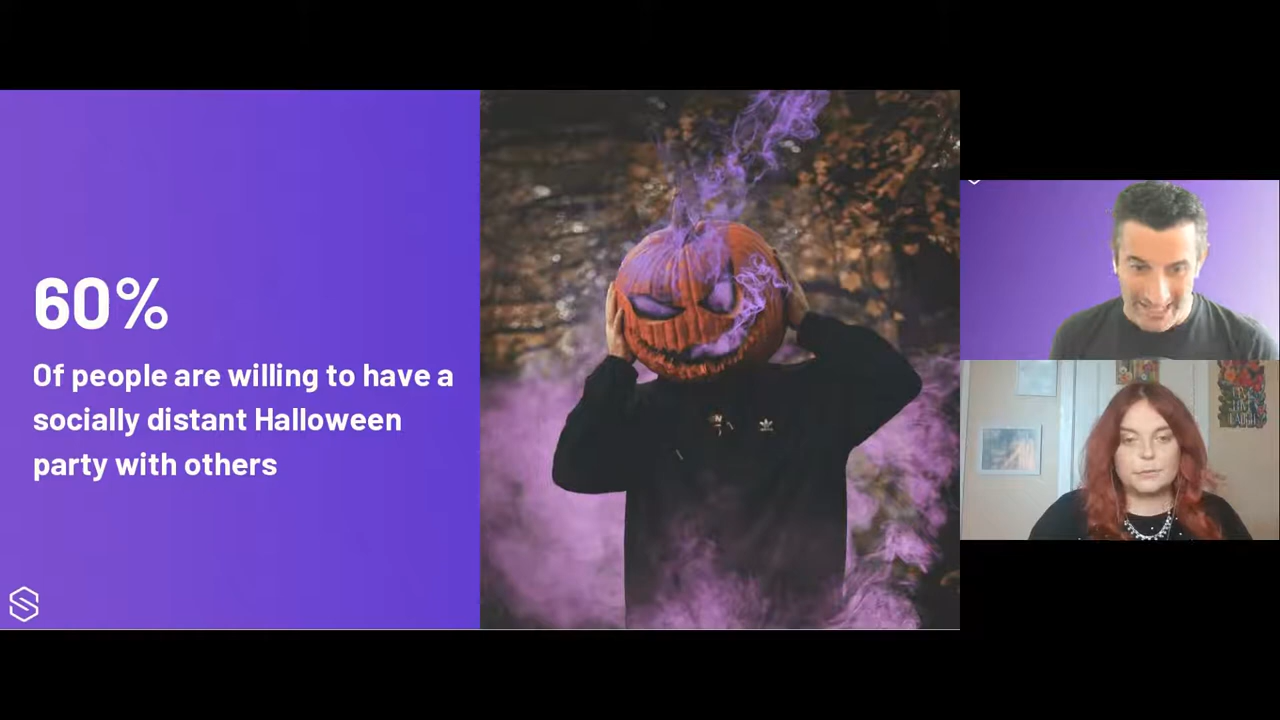 60%
Of people are willing to have a
socially distant Halloween
party with others